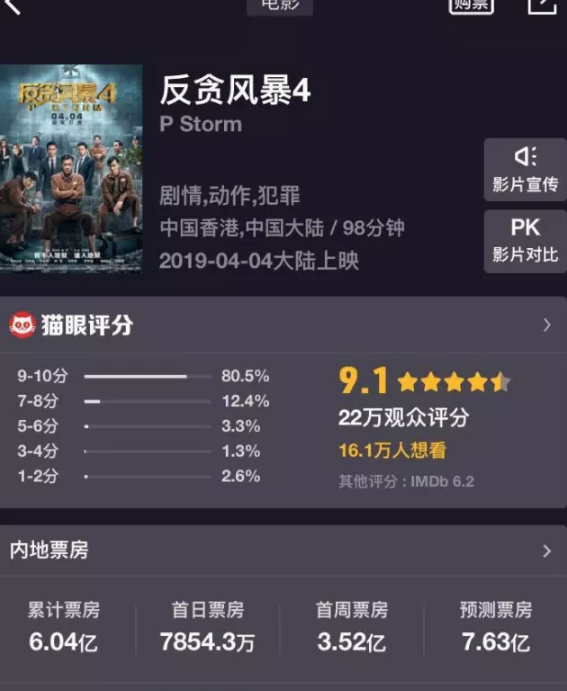 电影
购票
反贪风暴4
P Storm
剧情,动作,犯罪
中国香港,中国大陆 / 98分钟
2019-04-04大陆上映
影片宣传
PK
影片对比
反贪风暴4
P STORM
04.04
猫眼评分
9-10分 80.5%
7-8分 12.4%
5-6分 3.3%
3-4分 1.3%
1-2分 2.6%
9.1
22万观众评分
16.1万人想看
其他评分 : IMDb 6.2
内地票房
累计票房 首日票房 首周票房 预测票房
6.04亿 7854.3万 3.52亿 7.63亿